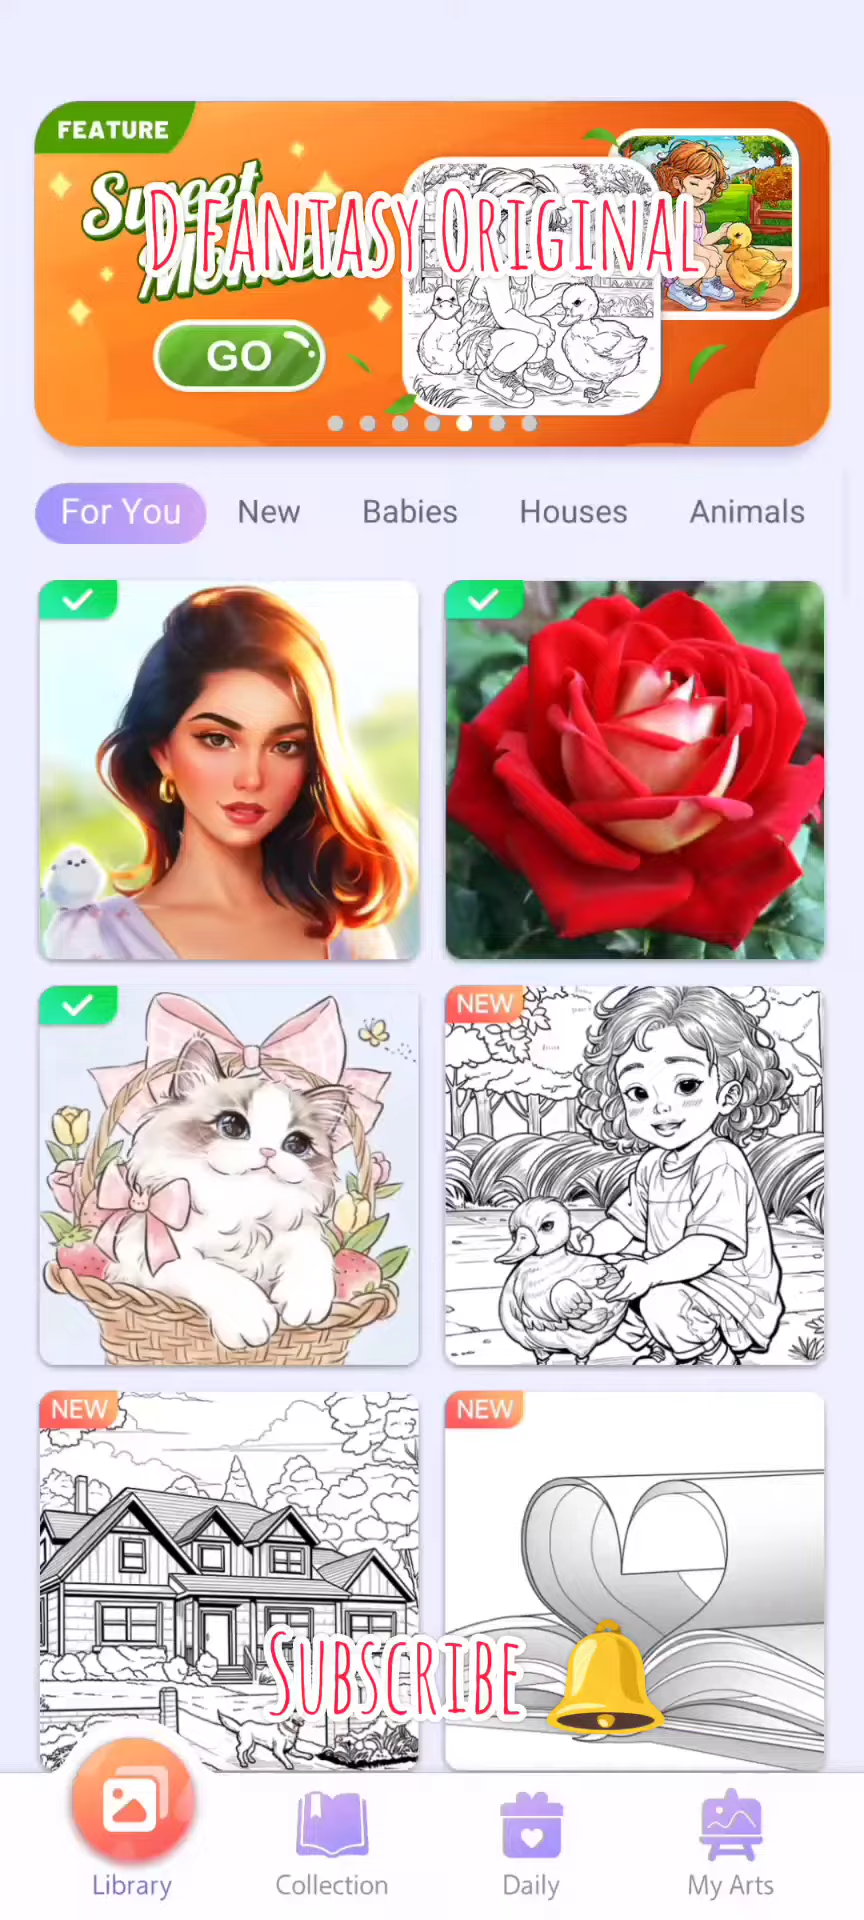 FEATURE
Sweet
D FANTASY ORIGINAL
GO
For You
New
Babies
Houses
Animals
NEW
NEW
NEW
SUBSCRIBE
Library
Collection
Daily
My Arts